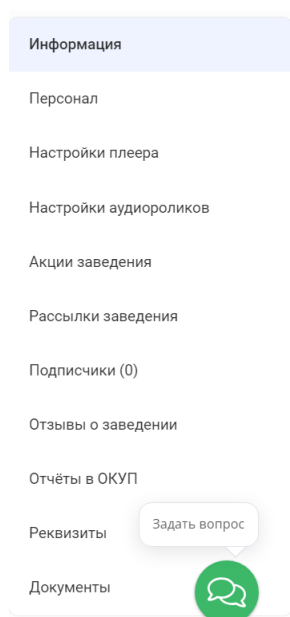 Информация
Персонал
Настройки плеера
Настройки аудиороликов
Акции заведения
Рассылки заведения
Подписчики (0)
Отзывы о заведении
Отчёты в ОКУП
Задать вопрос
Реквизиты
Документы